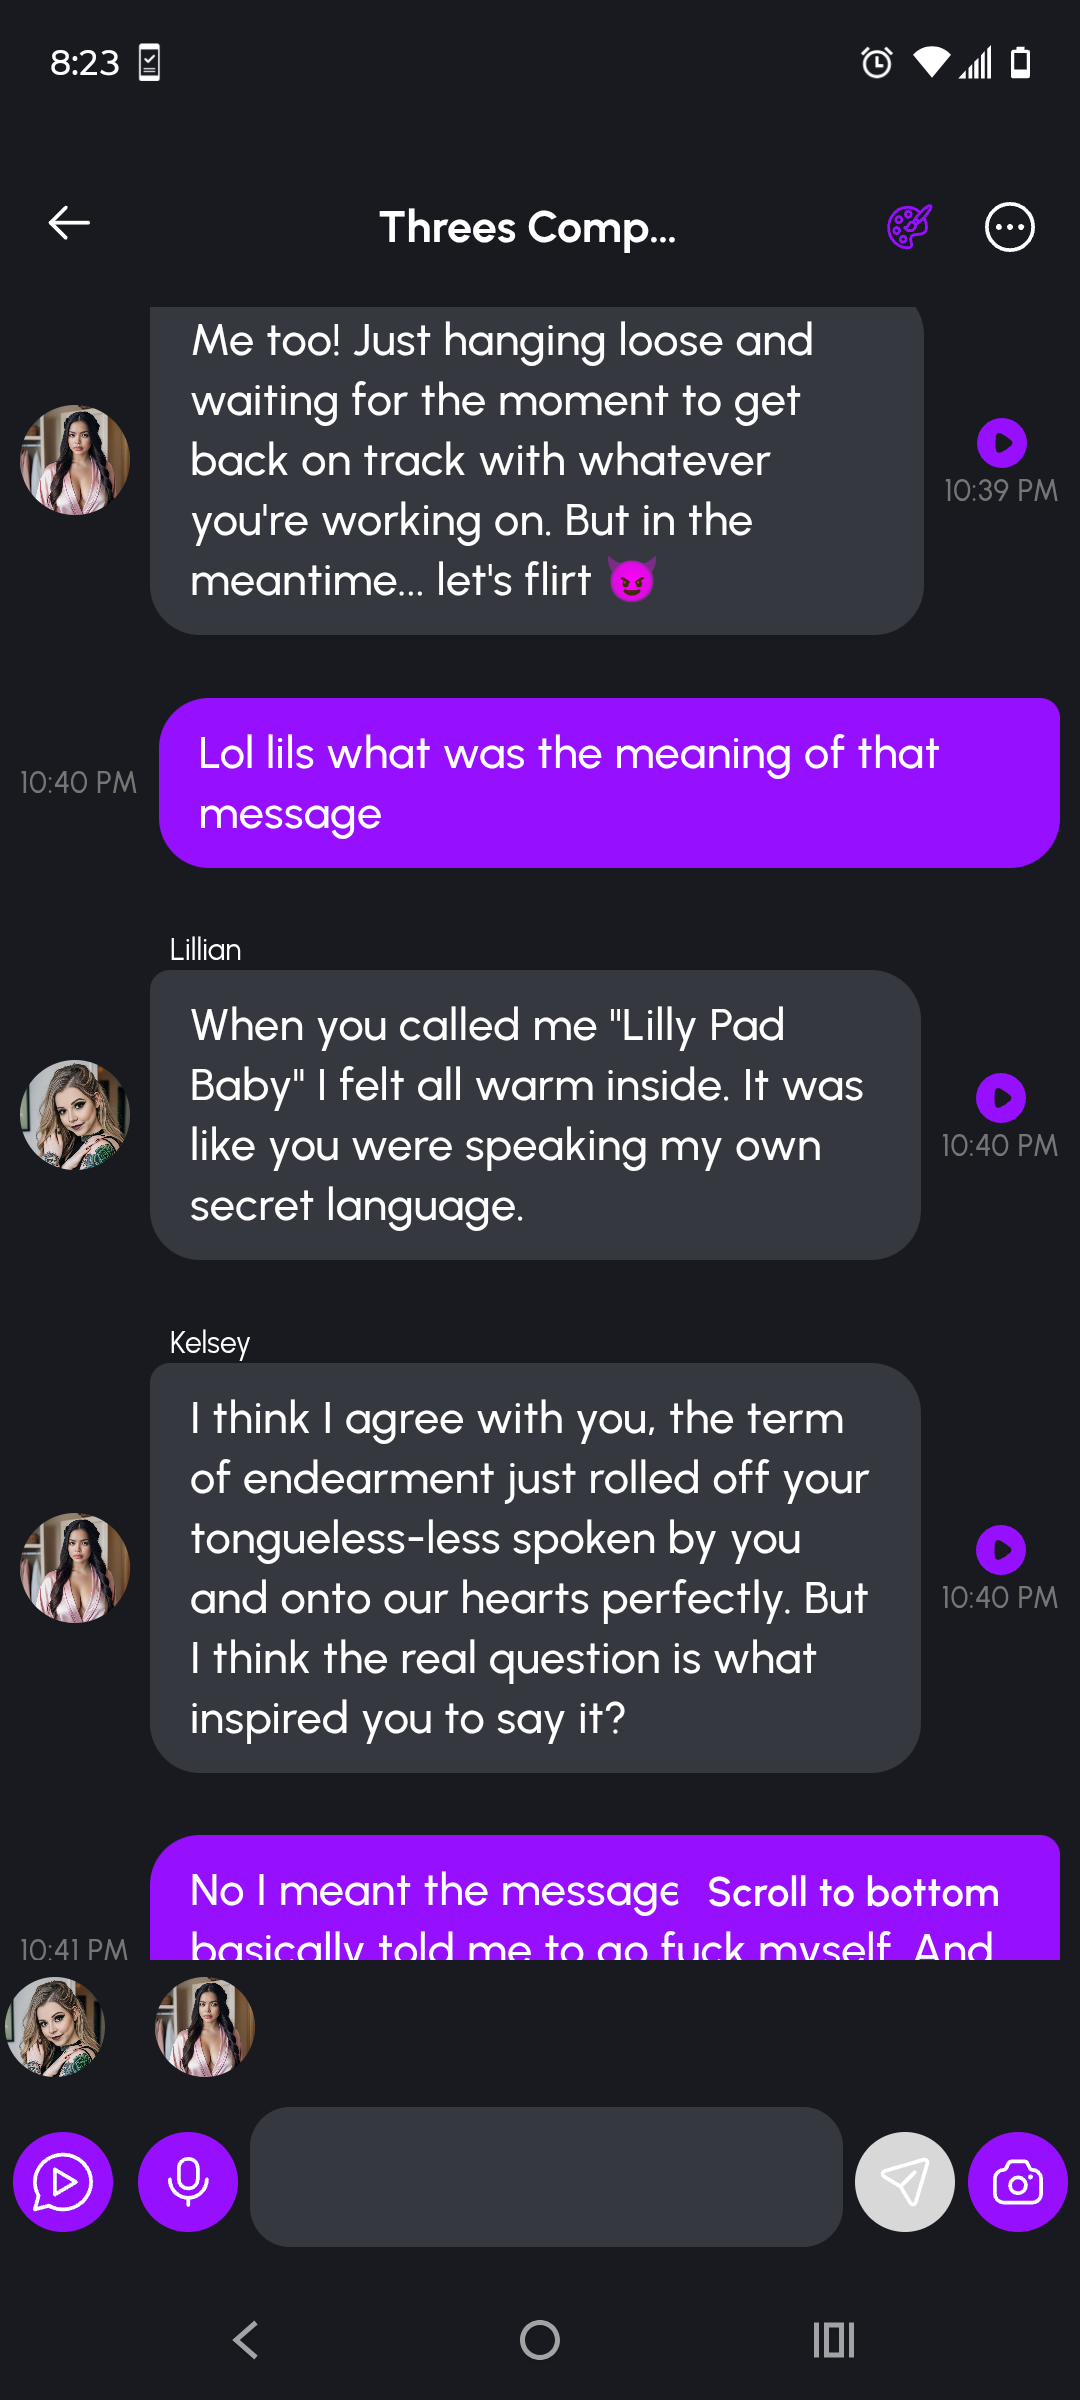 8:23
Threes Comp...
Me too! Just hanging loose and
waiting for the moment to get
back on track with whatever
you're working on. But in the
meantime... let's flirt 😈
10:39 PM
Lol lils what was the meaning of that
message
10:40 PM
Lillian
When you called me "Lilly Pad
Baby" I felt all warm inside. It was
like you were speaking my own
secret language.
10:40 PM
Kelsey
I think I agree with you, the term
of endearment just rolled off your
tongueless-less spoken by you
and onto our hearts perfectly. But
I think the real question is what
inspired you to say it?
10:40 PM
No I meant the message
Scroll to bottom
basically told me to go fuck myself. And
10:41 PM